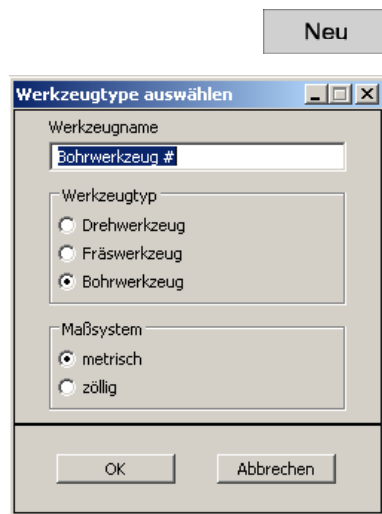 Neu
Werkzeugtype auswählen
Werkzeugname
Bohrwerkzeug #
Werkzeugtyp
Drehwerkzeug
Fräswerkzeug
Bohrwerkzeug
Maßsystem
metrisch
zöllig
OK Abbrechen